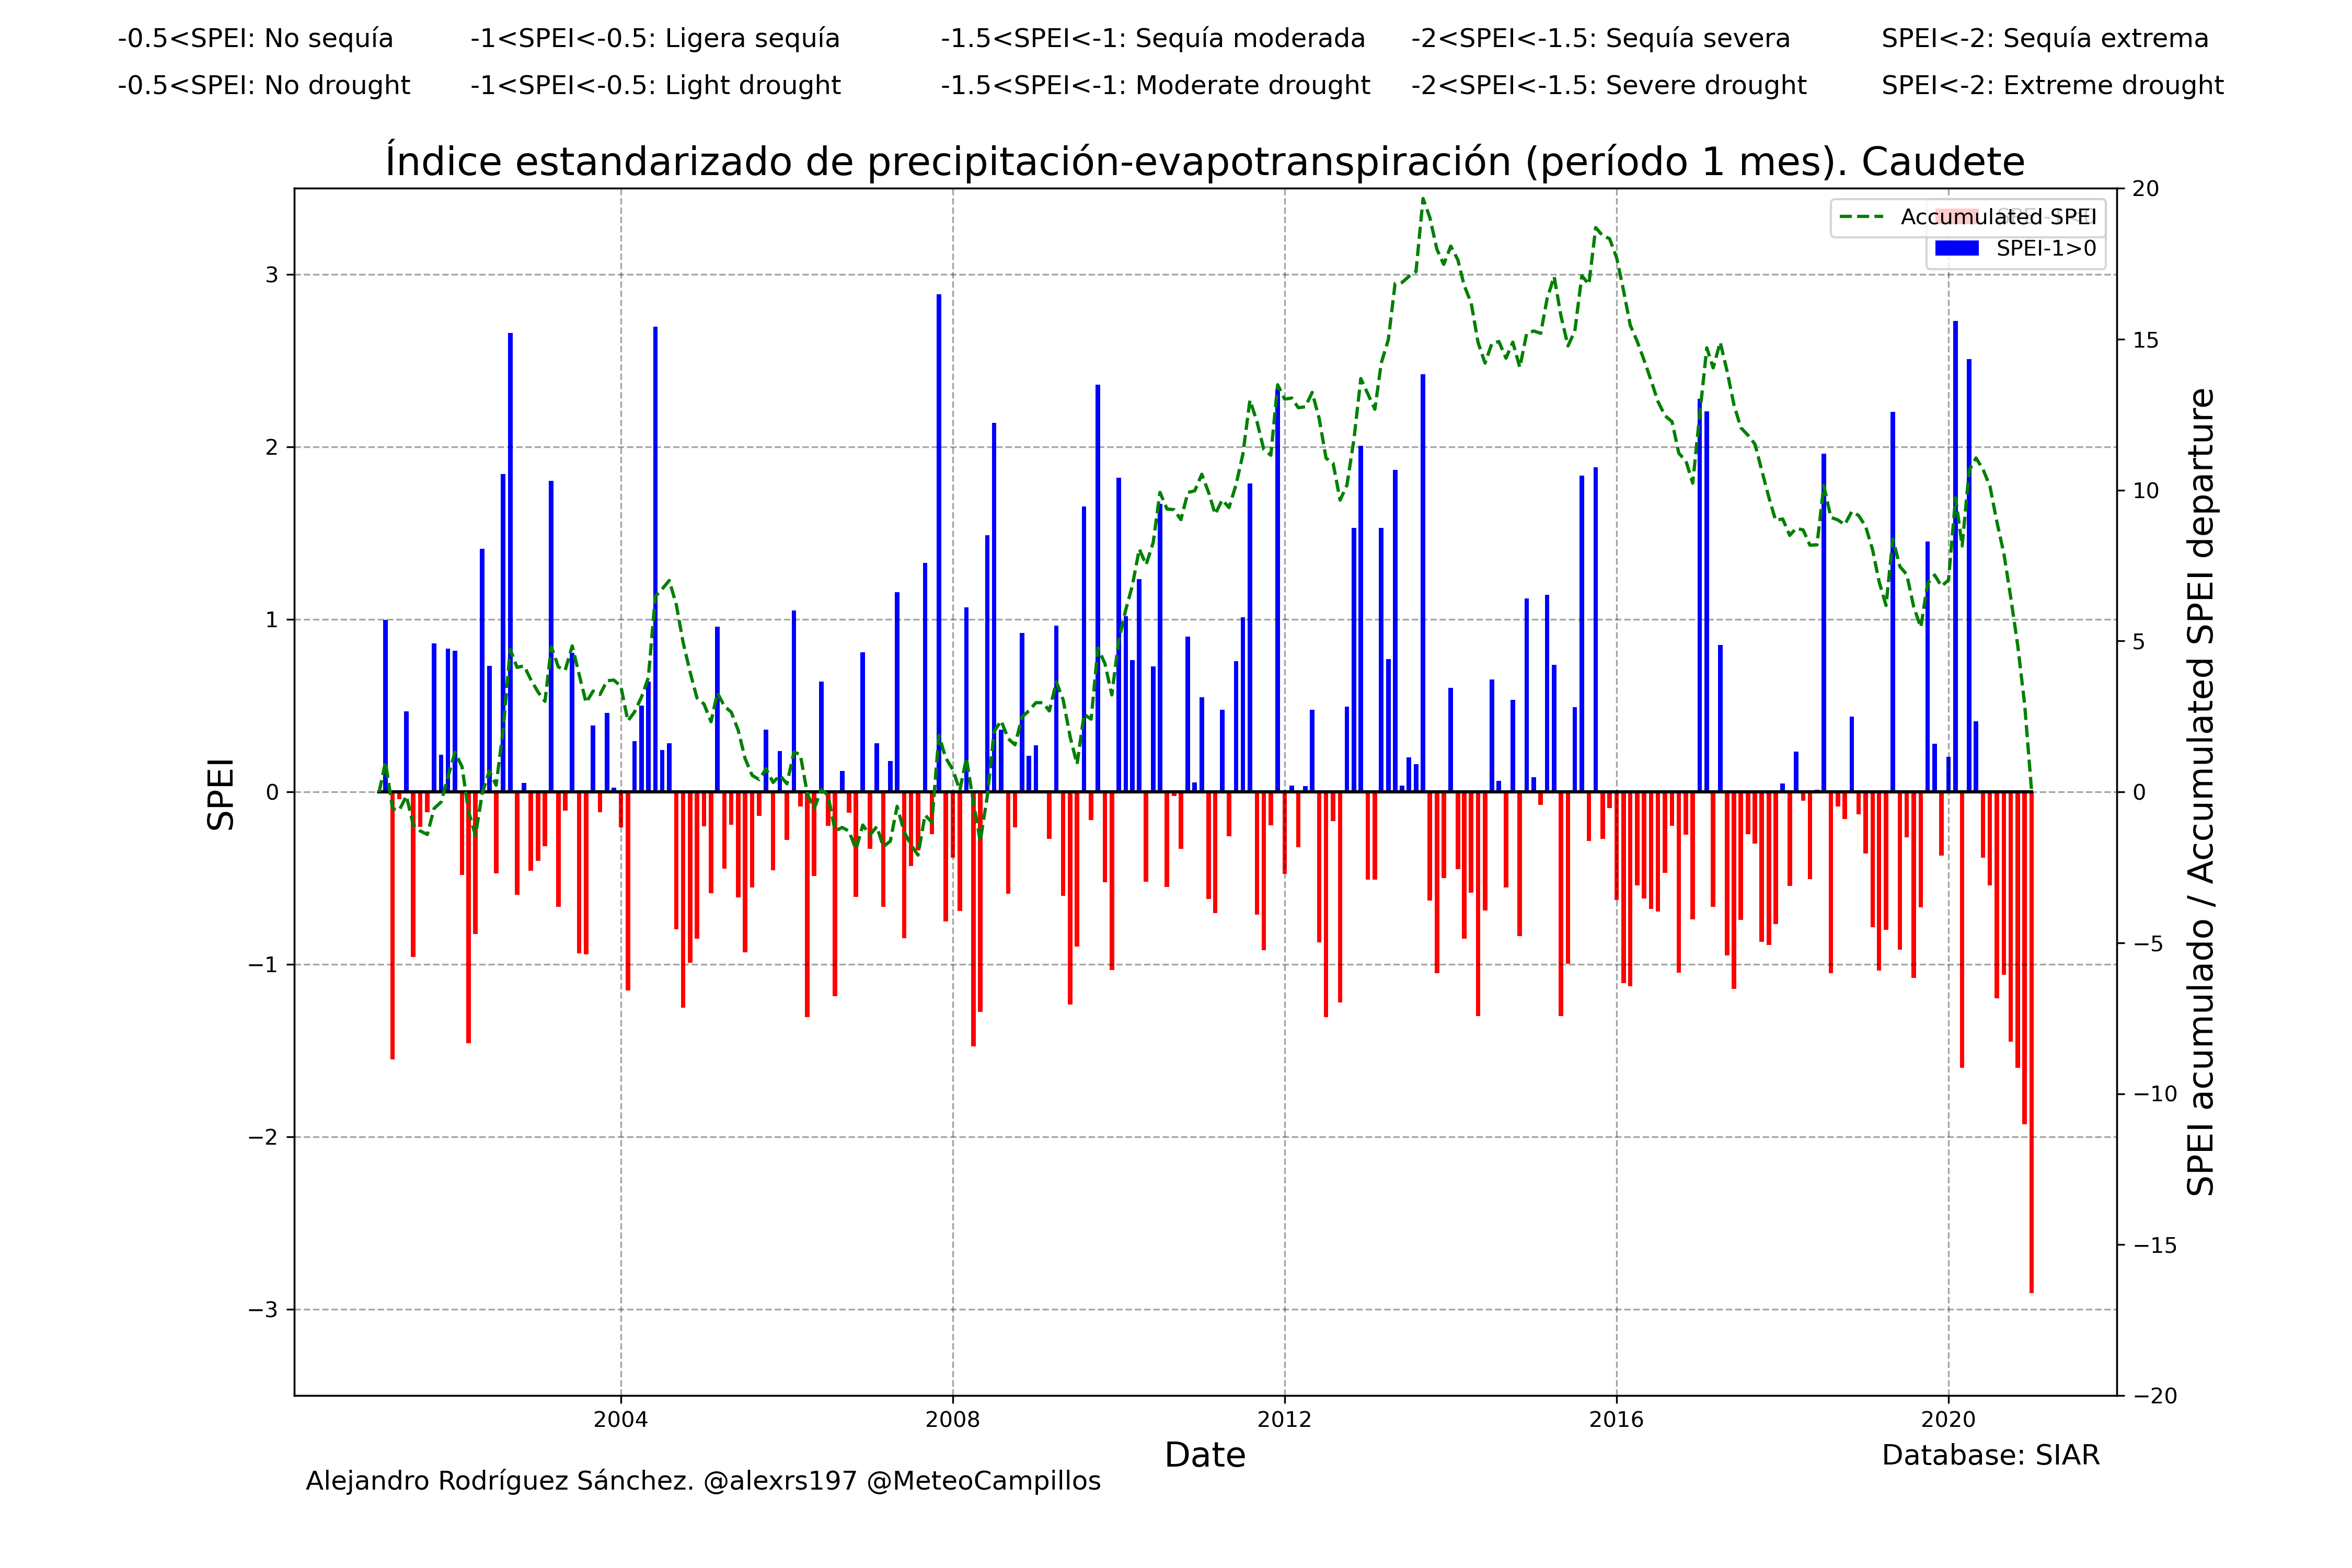 -0.5<SPEI: No sequía -1<SPEI<-0.5: Ligera sequía -1.5<SPEI<-1: Sequía moderada -2<SPEI<-1.5: Sequía severa SPEI<-2: Sequía extrema
-0.5<SPEI: No drought -1<SPEI<-0.5: Light drought -1.5<SPEI<-1: Moderate drought -2<SPEI<-1.5: Severe drought SPEI<-2: Extreme drought
Índice estandarizado de precipitación-evapotranspiración (período 1 mes). Caudete
Accumulated SPEI
SPEI-1>0
SPEI
3
2
1
0
−1
−2
−3
20
15
10
5
0
−5
−10
−15
−20
SPEI acumulado / Accumulated SPEI departure
2004 2008 2012 2016 2020
Date
Database: SIAR
Alejandro Rodríguez Sánchez. @alexrs197 @MeteoCampillos